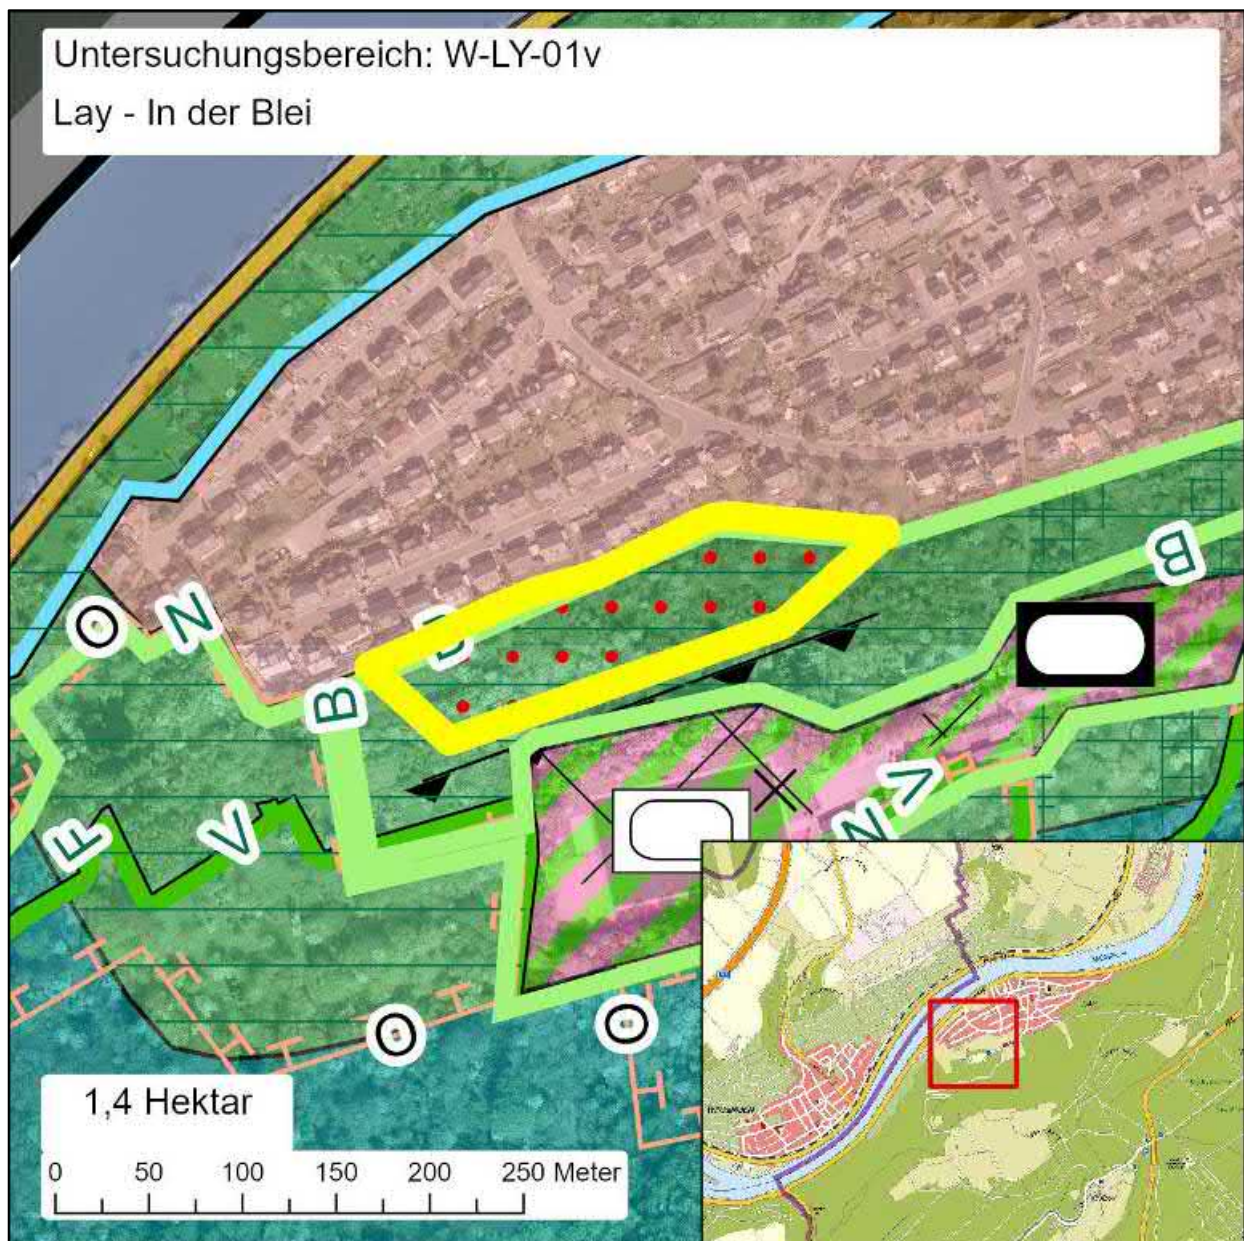 Untersuchungsbereich: W-LY-01v
Lay - In der Blei
O
N
B
B
F
V
V
N
O
O
1,4 Hektar
0 50 100 150 200 250 Meter